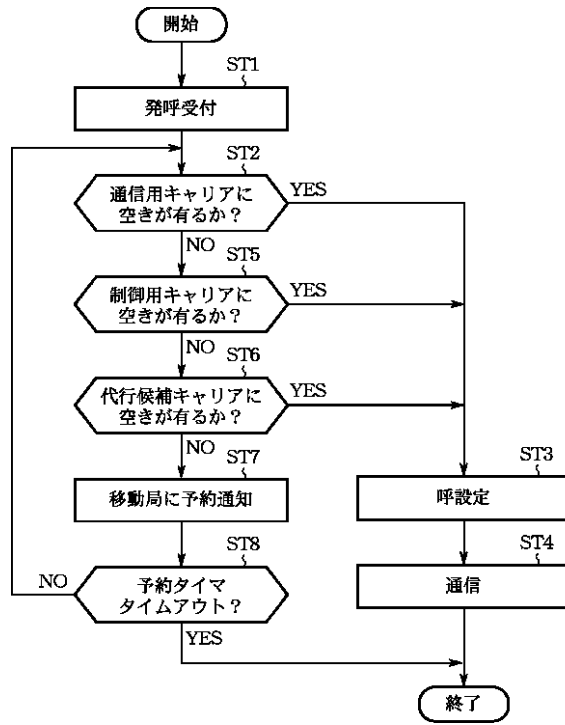 開始
ST1
発呼受付
ST2
通信用キャリアに
空きが有るか？
YES
NO
ST5
制御用キャリアに
空きが有るか？
YES
NO
ST6
代行候補キャリアに
空きが有るか？
YES
NO
ST7
移動局に予約通知
ST3
呼設定
ST8
予約タイマ
タイムアウト？
NO
YES
ST4
通信
終了